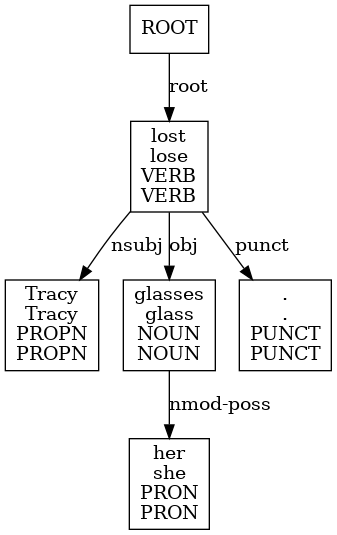 ROOT
root
lost
lose
VERB
VERB
nsubj obj punct
Tracy
Tracy
PROPN
PROPN
glasses
glass
NOUN
NOUN
.
.
PUNCT
PUNCT
nmod-poss
her
she
PRON
PRON